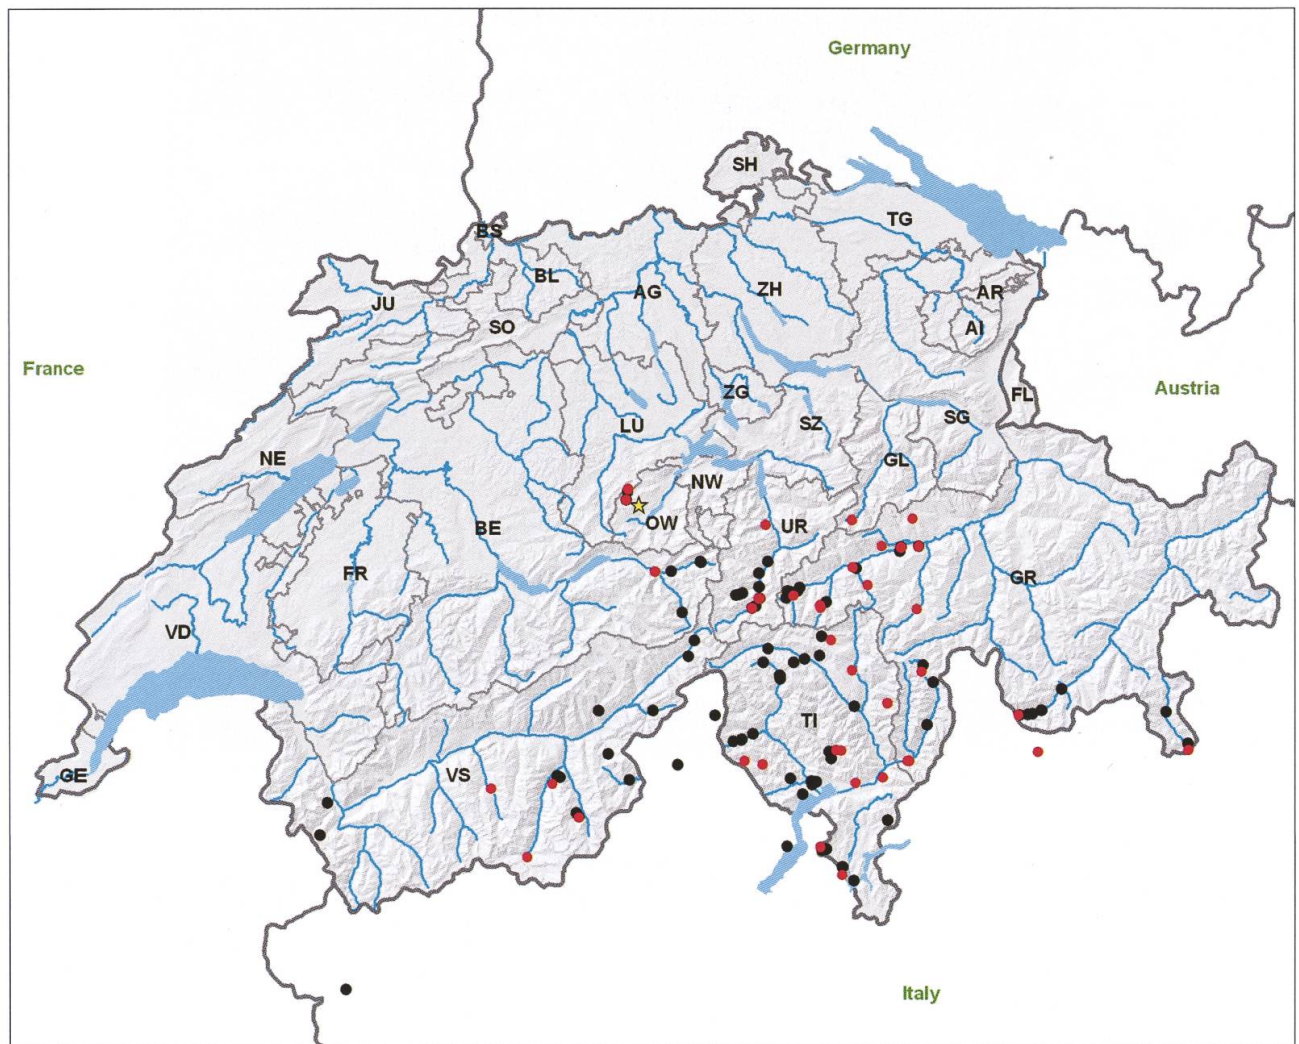 Germany
SH
TG
BS
BL
AG
ZH
JU
SO
AR
AI
France
ZG
FL
Austria
LU
SZ
SG
NE
GL
NW
BE
OW
UR
FR
GR
VD
TI
GE
VS
Italy